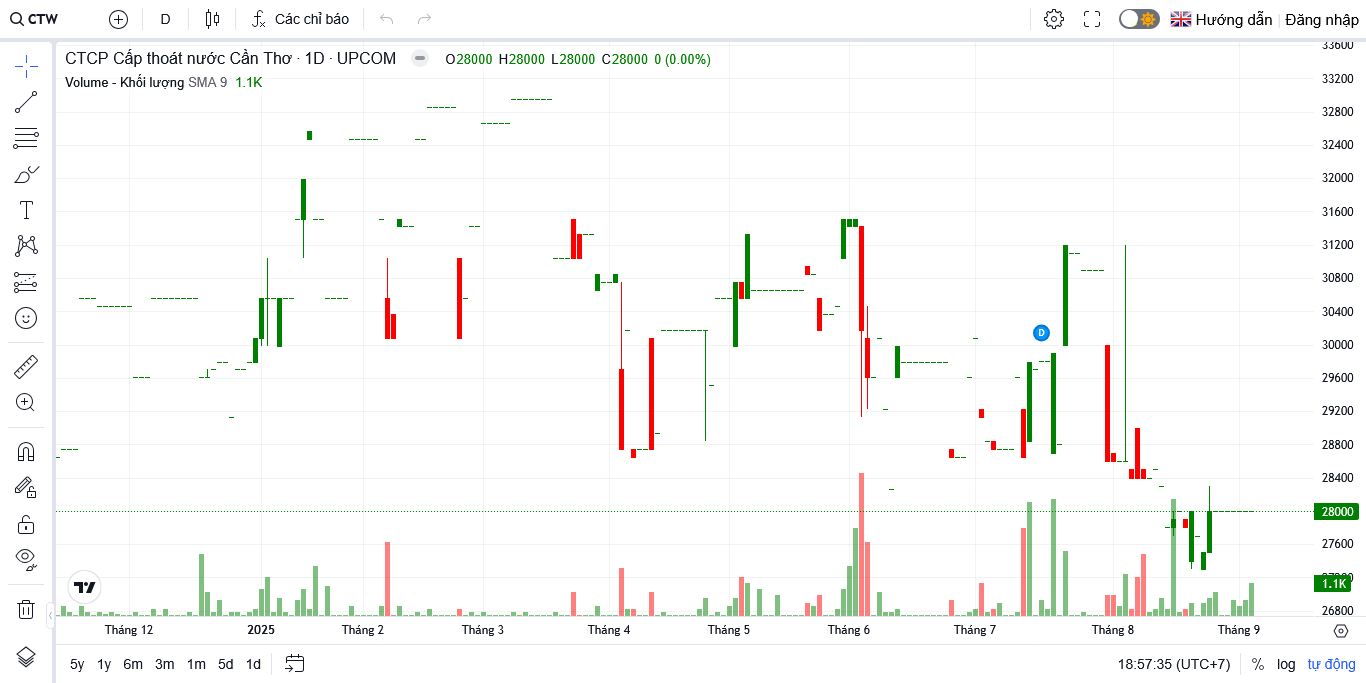 CTW D Các chỉ báo Hướng dẫn Đăng nhập
CTCP Cấp thoát nước Cần Thơ · 1D · UPCOM O28000 H28000 L28000 C28000 0 (0.00%)
Volume - Khối lượng SMA 9 1.1K
33600
33200
32800
32400
32000
31600
31200
30800
30400
30000
29600
29200
28800
28400
28000
27600
1.1K
26800
D
Tháng 12 2025 Tháng 2 Tháng 3 Tháng 4 Tháng 5 Tháng 6 Tháng 7 Tháng 8 Tháng 9
5y 1y 6m 3m 1m 5d 1d 18:57:35 (UTC+7) % log tự động